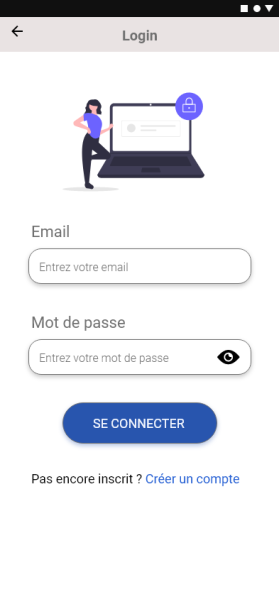 Login
Email
Entrez votre email
Mot de passe
Entrez votre mot de passe
SE CONNECTER
Pas encore inscrit ? Créer un compte